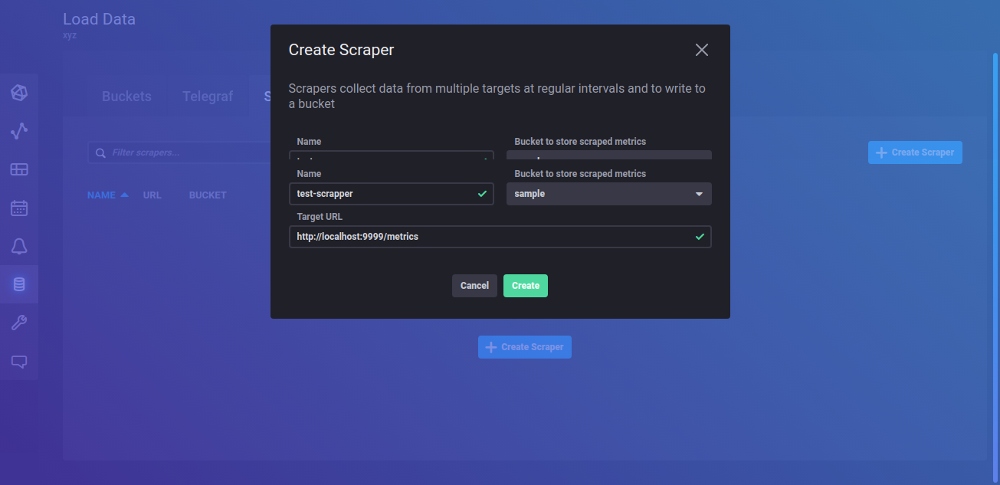 Load Data
xyz
Create Scraper
Scrapers collect data from multiple targets at regular intervals and to write to
a bucket
Buckets
Telegraf
S
Filter scrapers...
Create Scraper
NAME
URL
BUCKET
Name
Bucket to store scraped metrics
Name
Bucket to store scraped metrics
test-scrapper
sample
Target URL
http://localhost:9999/metrics
Cancel
Create
Create Scraper